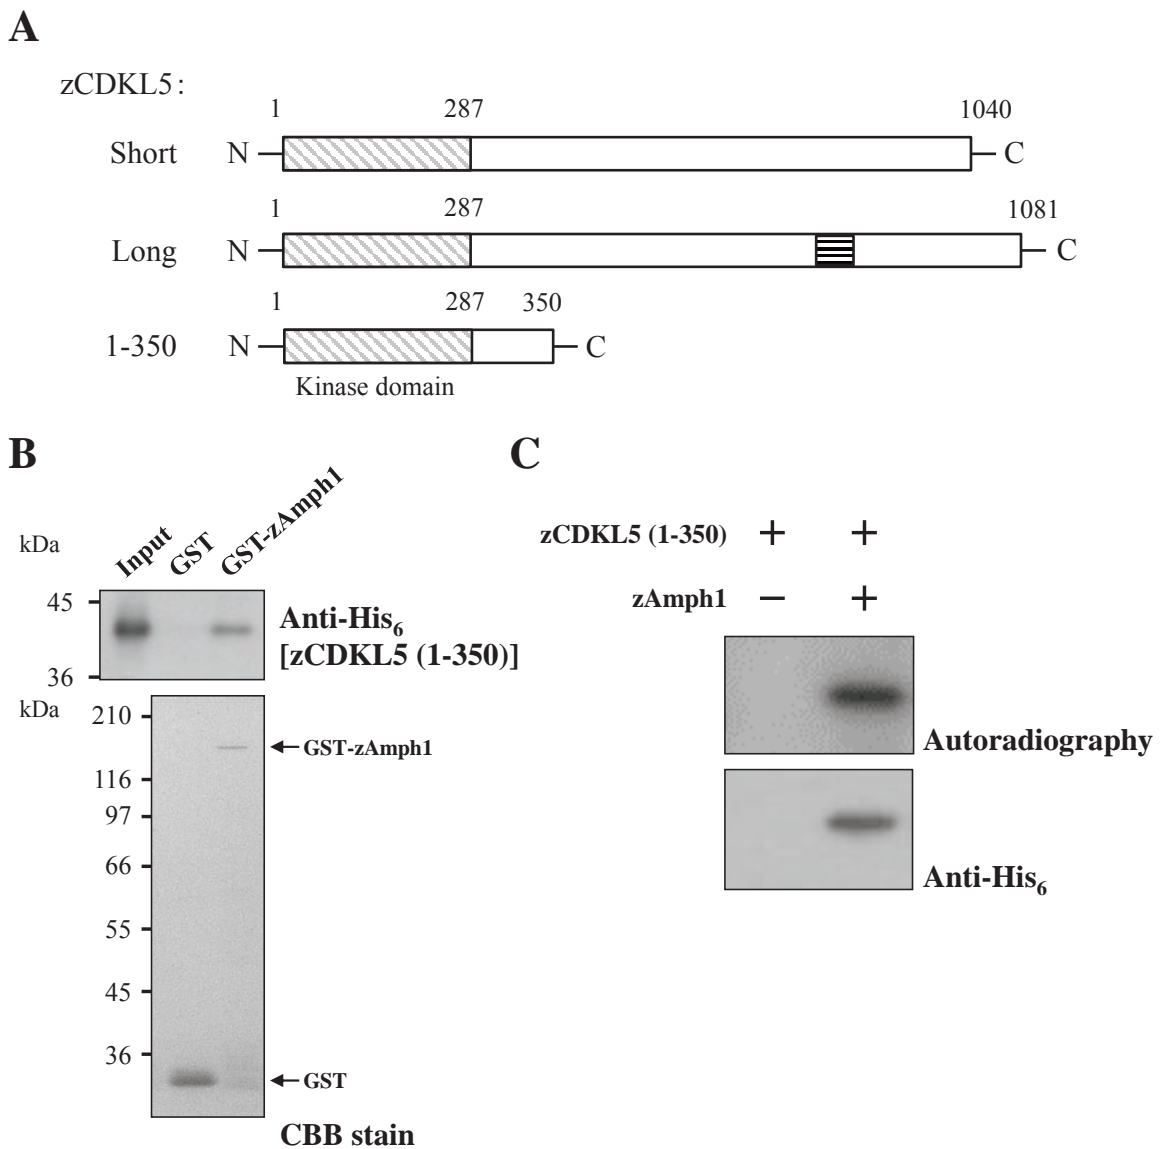 A
zCDKL5:
1 287 1040
Short N C
1 287 1081
Long N C
1 287 350
1-350 N C
Kinase domain
B
kDa Input GST GST-zAmph1
45
36
Anti-His6
[zCDKL5 (1-350)]
kDa
210
116
97
66
55
45
36
GST-zAmph1
GST
CBB stain
C
zCDKL5 (1-350) + +
zAmph1 − +
Autoradiography
Anti-His6